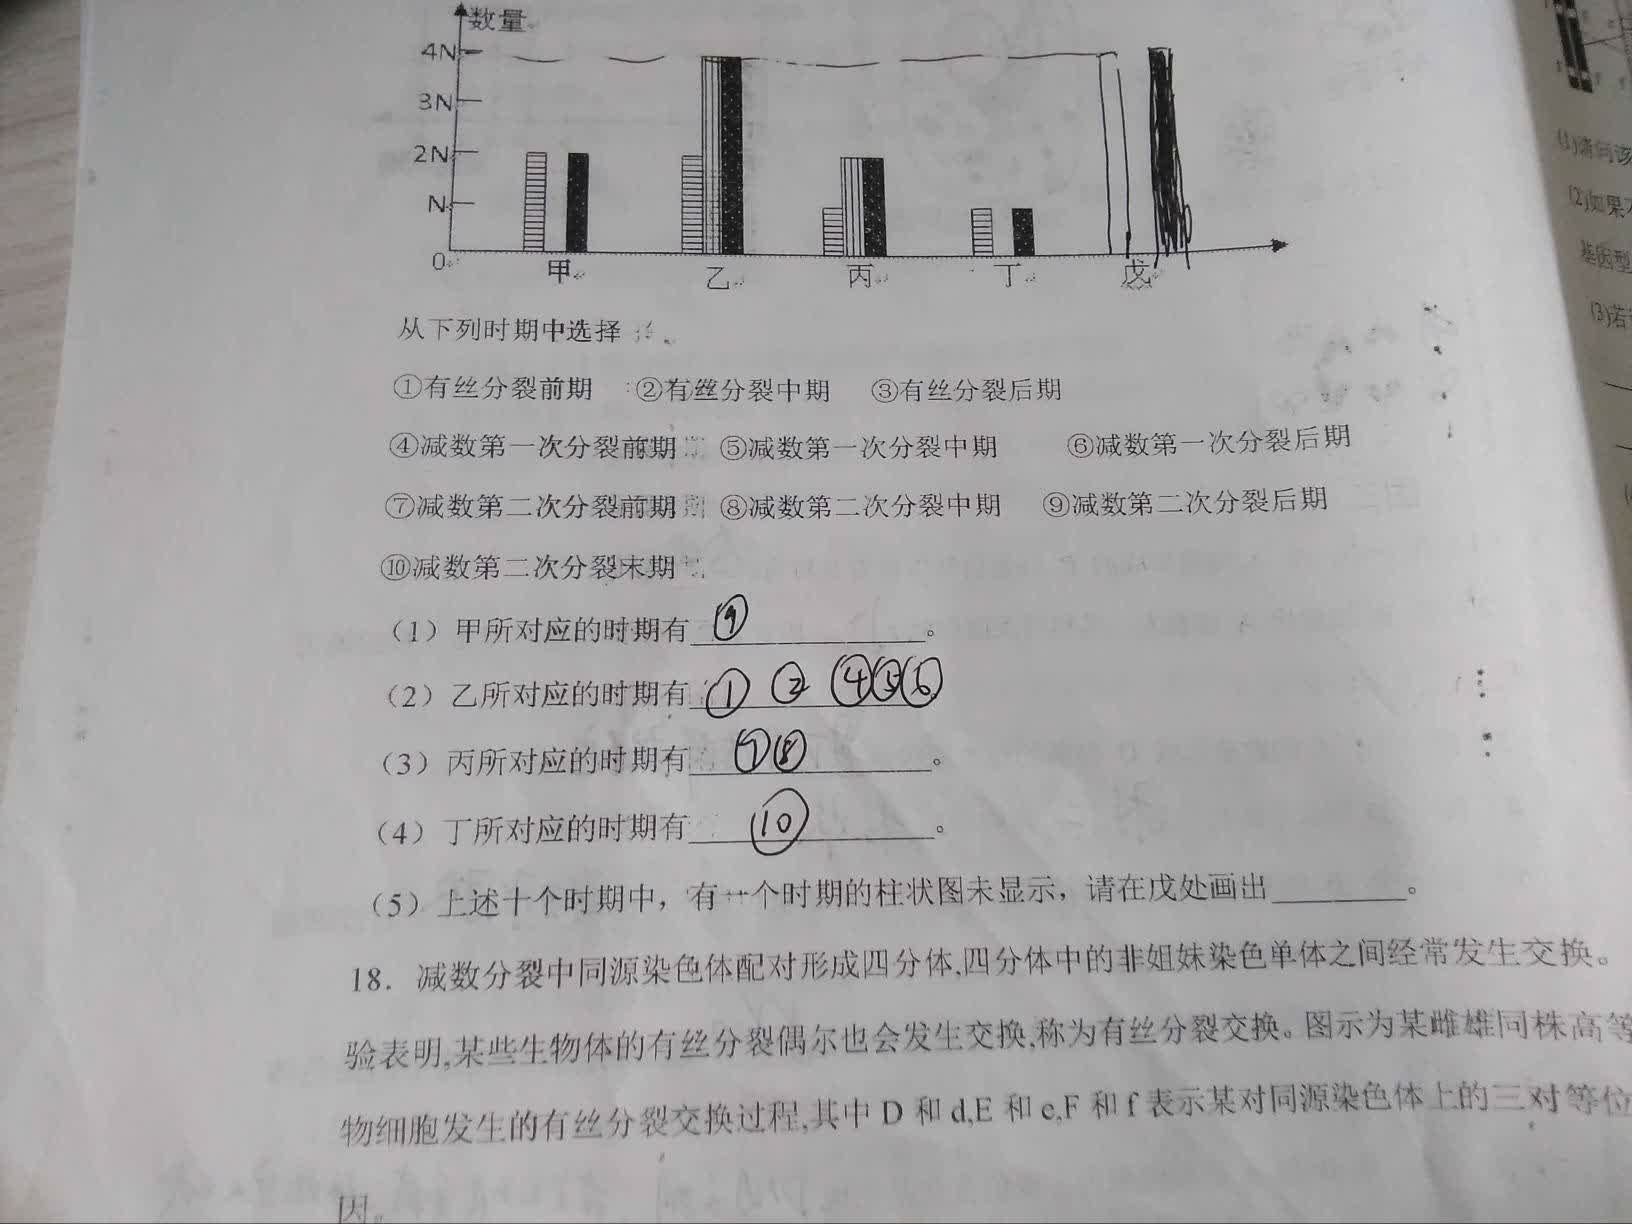 数量
4N
3N
2N
N
0
甲 乙 丙 丁 戊
从下列时期中选择
①有丝分裂前期 ②有丝分裂中期 ③有丝分裂后期
④减数第一次分裂前期 ⑤减数第一次分裂中期 ⑥减数第一次分裂后期
⑦减数第二次分裂前期 ⑧减数第二次分裂中期 ⑨减数第二次分裂后期
⑩减数第二次分裂末期
（1）甲所对应的时期有 ⑨ 。
（2）乙所对应的时期有 ① ② ④⑤⑥
（3）丙所对应的时期有 ⑦⑧ 。
（4）丁所对应的时期有 ⑩ 。
（5）上述十个时期中，有一个时期的柱状图未显示，请在戊处画出______。
18. 减数分裂中同源染色体配对形成四分体,四分体中的非姐妹染色单体之间经常发生交换。
验表明,某些生物体的有丝分裂偶尔也会发生交换,称为有丝分裂交换。图示为某雌雄同株高等
物细胞发生的有丝分裂交换过程,其中 D 和 d,E 和 e,F 和 f 表示某对同源染色体上的三对等位
因。
(1)请问该
(2)如果
基因型
(3)若